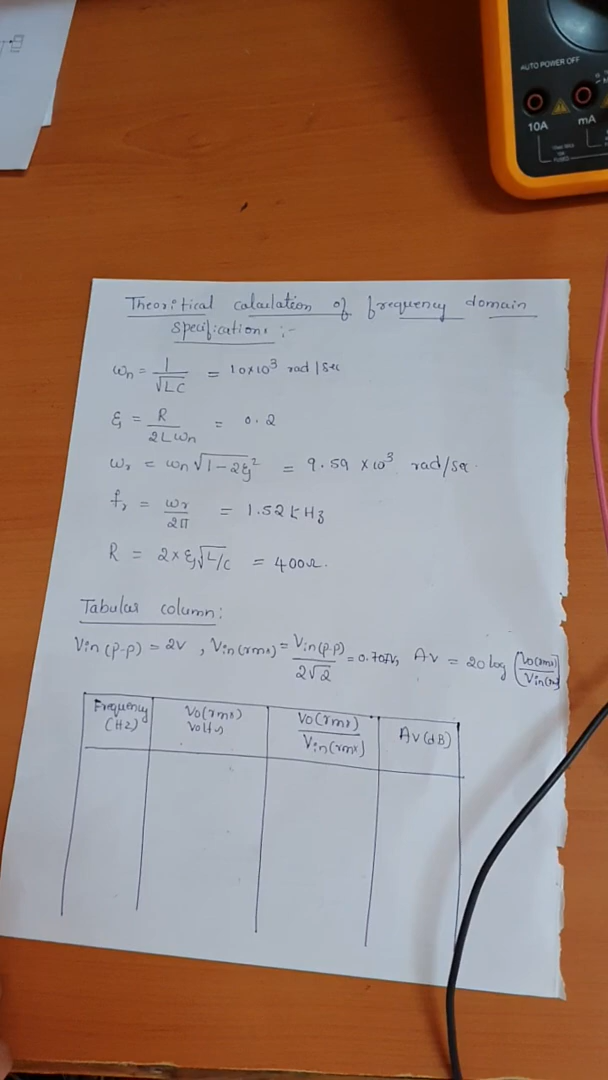 AUTO POWER OFF
10A
mA
Theoritical calculation of frequency domain
specifications :-
ωn = 1/√LC = 10×10³ rad/sec
ξ = R/2Lωn = 0.2
ωr = ωn√1-2ξ² = 9.59 ×10³ rad/sec.
fr = ωr/2π = 1.52 kHz
R = 2×ξ√L/C = 400Ω.
Tabular column:
Vin(p-p) = 2V, Vin(rms) = Vin(p-p)/2√2 = 0.707V, AV = 20log(Vo(rms)/Vin(
Frequency (HZ) Vo(rms) Volts Vo(rms)/Vin(rms) AV(dB)